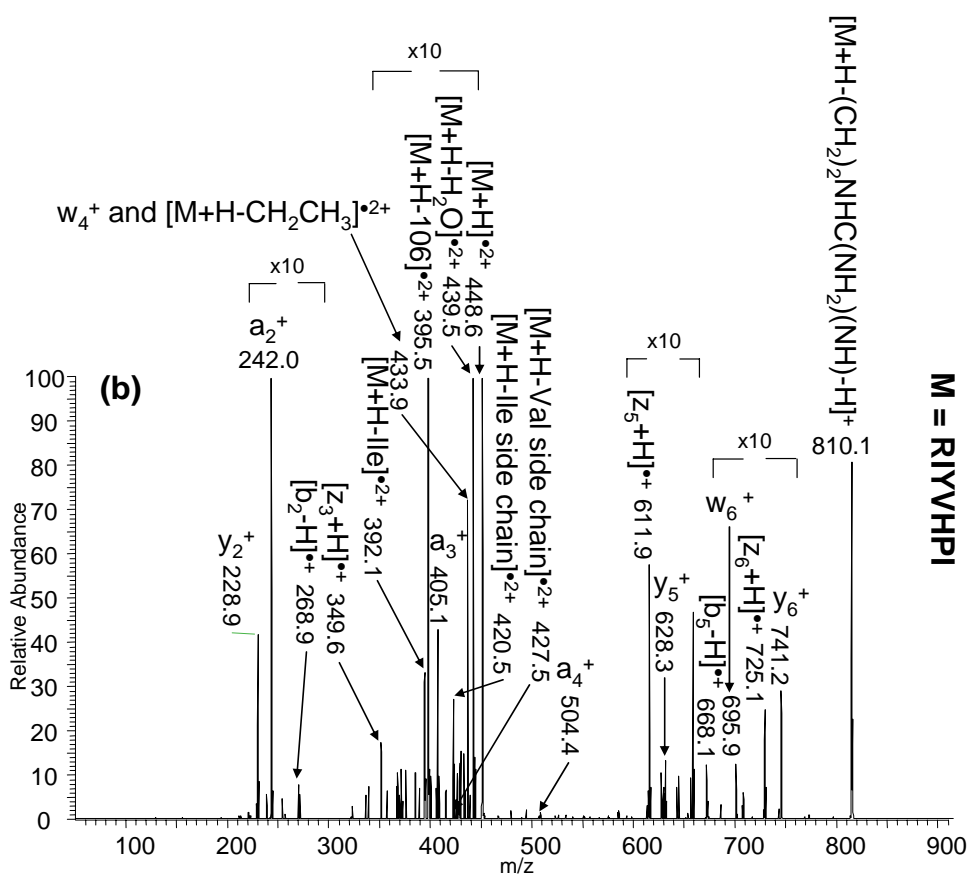 x10
[M+H-(CH2)2NHC(NH2)(NH)-H]+
[M+H]•2+ 448.6
[M+H-H2O]•2+ 439.5
[M+H-106]•2+ 395.5
w4+ and [M+H-CH2CH3]•2+
433.9
x10
a2+
242.0
[M+H-Val side chain]•2+ 427.5
[M+H-Ile side chain]•2+ 420.5
x10
[M+H-Ile]•2+ 392.1
[z3+H]•+ 349.6
[b2-H]•+ 268.9
y2+
228.9
a3+
405.1
a4+
504.4
[z5+H]•+ 611.9
y5+
628.3
[b5-H]•+
668.1
x10
w6+
695.9
[z6+H]•+
725.1
y6+
741.2
810.1
(b)
M = RIYVHPI
Relative Abundance
100
90
80
70
60
50
40
30
20
10
0
100 200 300 400 500 600 700 800 900
m/z